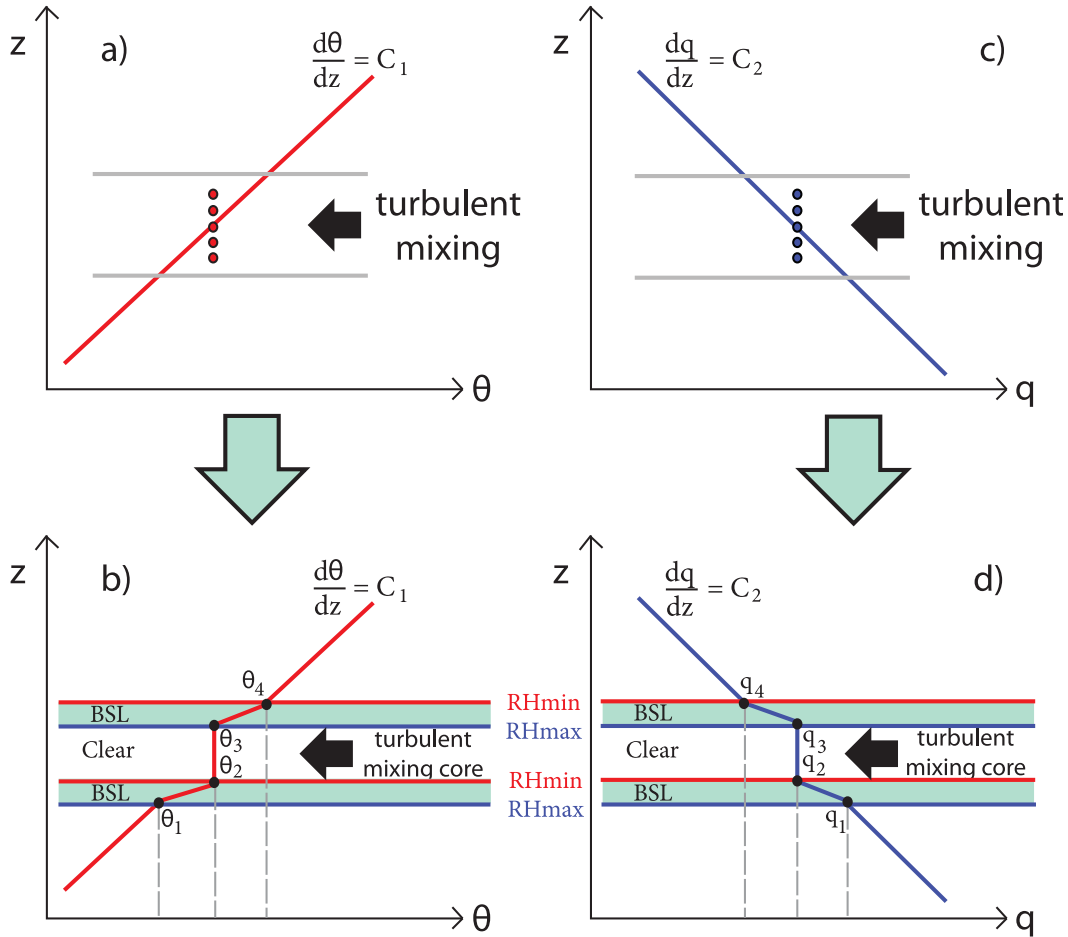 z
a)
dθ
dz
= C1
turbulent
mixing
θ
z
c)
dq
dz
= C2
turbulent
mixing
q
z
b)
dθ
dz
= C1
θ4
BSL
Clear
θ3
θ2
turbulent
mixing core
BSL
θ1
θ
RHmin
RHmax
RHmin
RHmax
z
d)
dq
dz
= C2
q4
BSL
q3
q2
turbulent
mixing core
BSL
q1
q